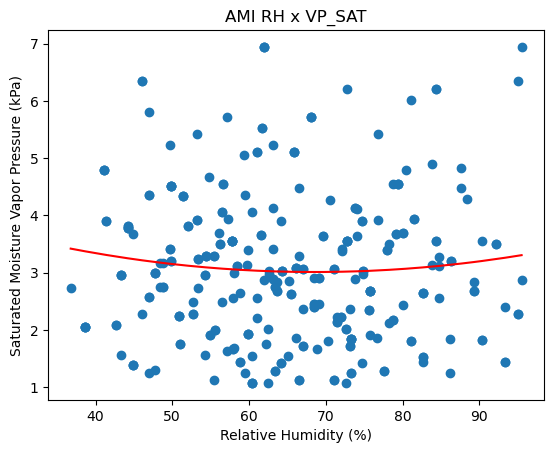 AMI RH x VP_SAT
Saturated Moisture Vapor Pressure (kPa)
7
6
5
4
3
2
1
40 50 60 70 80 90
Relative Humidity (%)